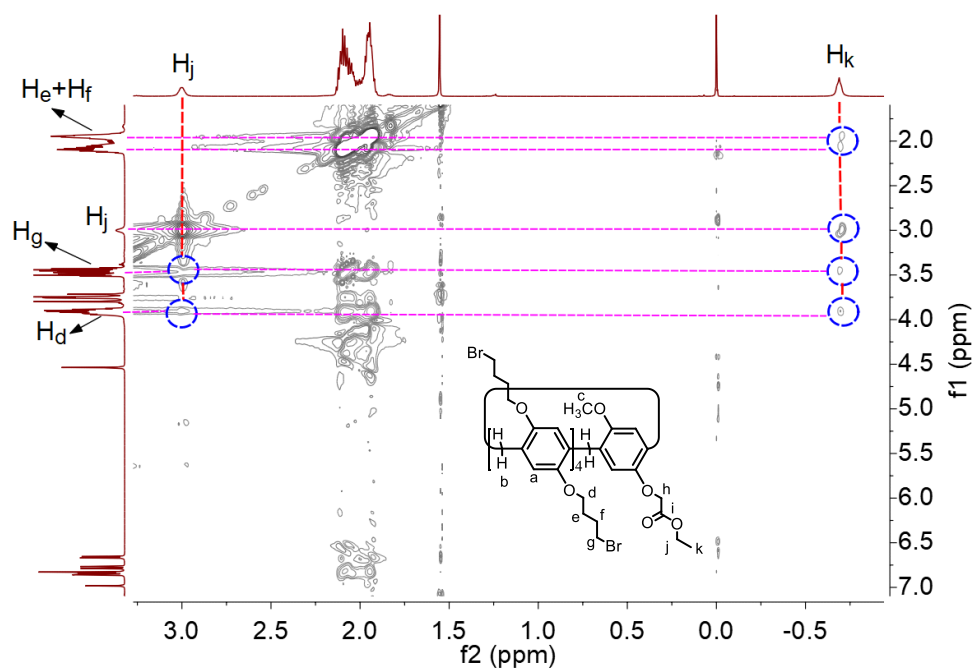 Hj
Hk
He+Hf
Hj
Hg
Hd
2.0
2.5
3.0
3.5
4.0
4.5
5.0
5.5
6.0
6.5
7.0
f1 (ppm)
Br
O
c
H3C O
H
H
b
a
4
H
H
O
d
e
f
g
Br
O
h
i
O
O
j
k
3.0
2.5
2.0
1.5
1.0
0.5
0.0
-0.5
f2 (ppm)